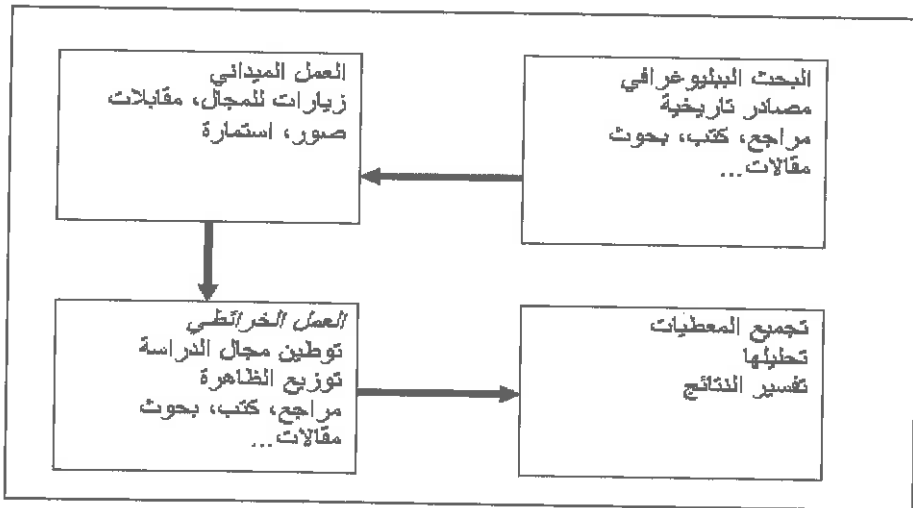 البحث الببليوغرافي
مصادر تاريخية
مراجع، كتب، بحوث
مقالات...
العمل الميداني
زيارات للمجال، مقابلات
صور، استمارة
العمل الخرائطي
توطين مجال الدراسة
توزيع الظاهرة
مراجع، كتب، بحوث
مقالات...
تجميع المعطيات
تحليلها
تفسير النتائج